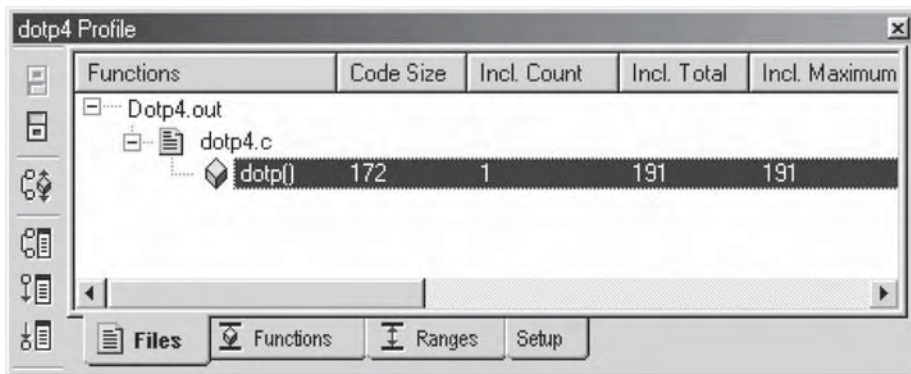 dotp4 Profile
Functions Code Size Incl. Count Incl. Total Incl. Maximum
Dotp4.out
dotp4.c
dotp() 172 1 191 191
Files Functions Ranges Setup